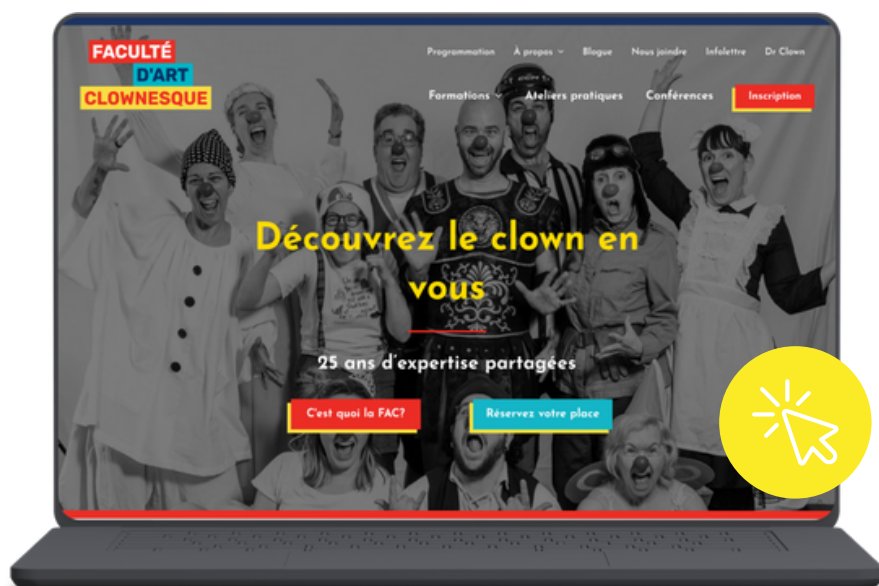 FACULTÉ
D'ART
CLOWNESQUE
Programmation À propos Blogue Nous joindre Infolettre Dr Clown
Formations Ateliers pratiques Conférences Inscription
Découvrez le clown en
vous
25 ans d'expertise partagées
C'est quoi la FAC? Réservez votre place